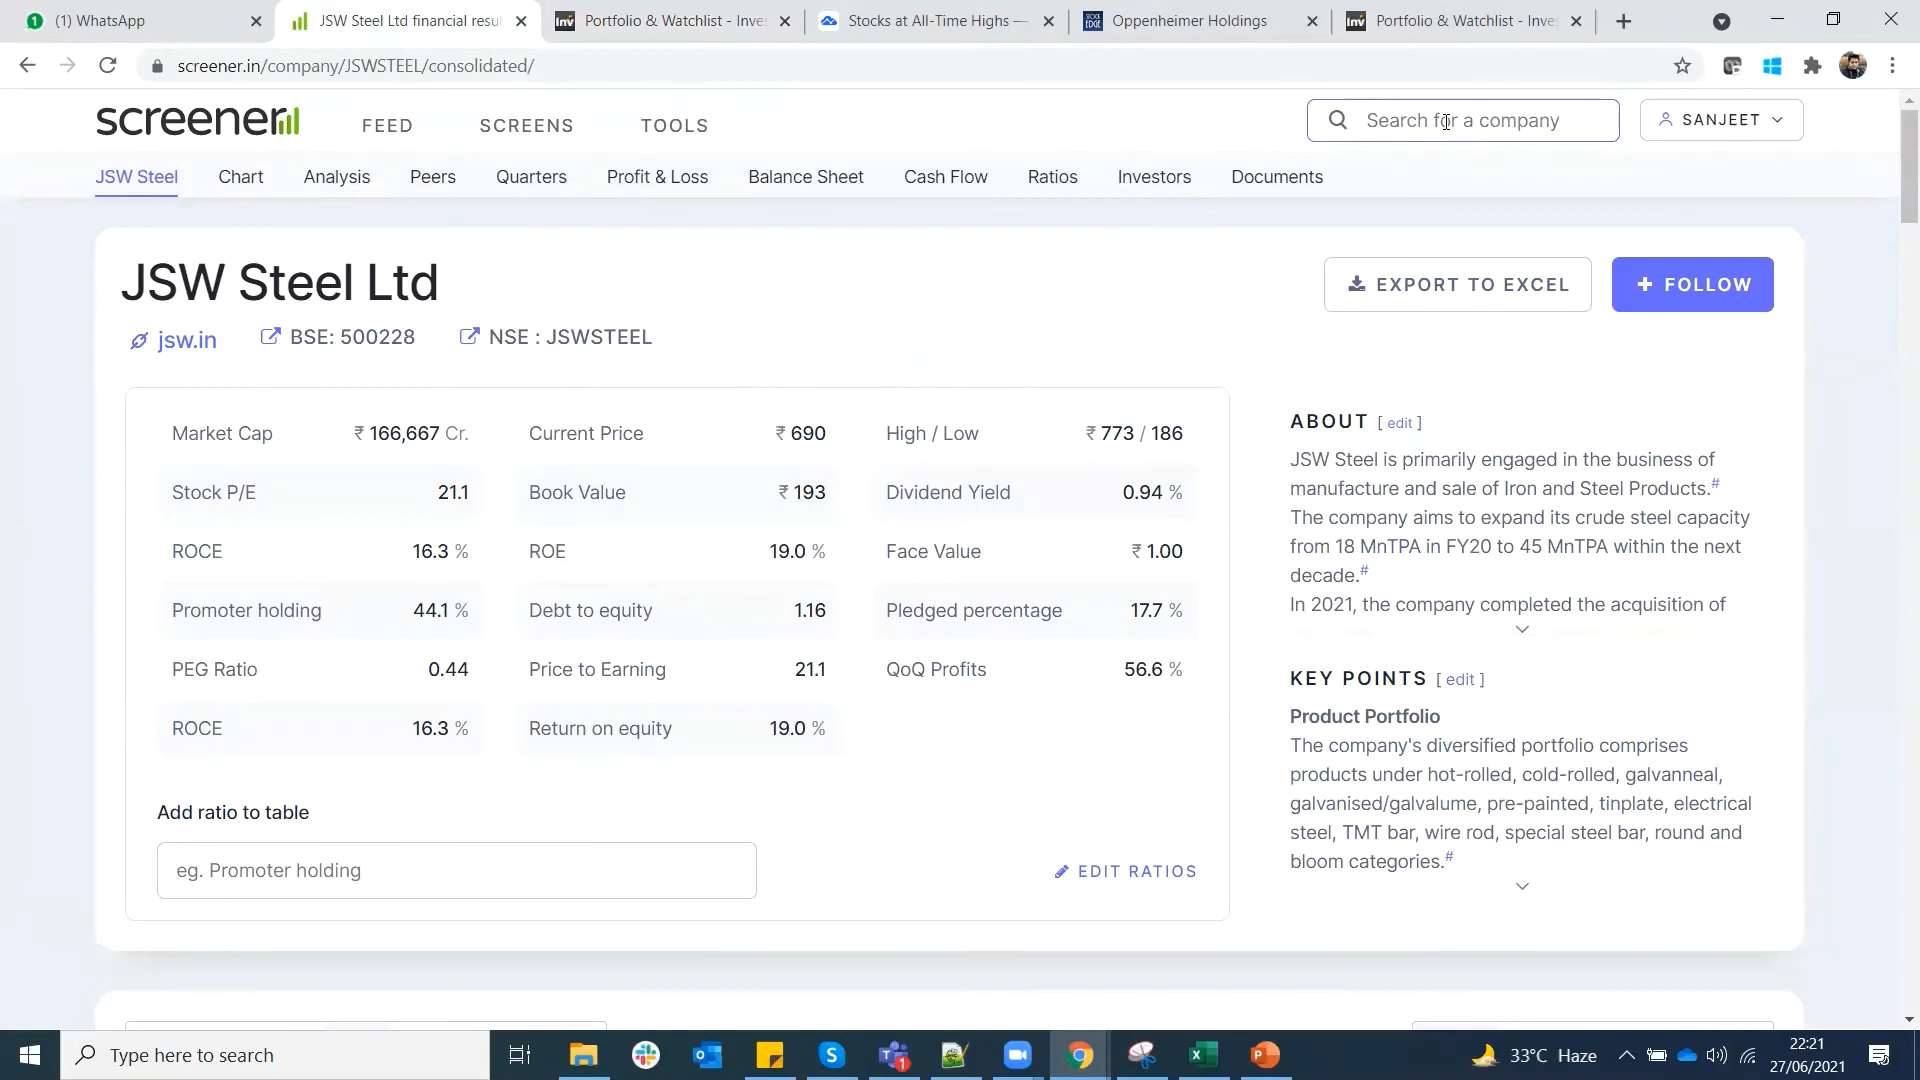 (1) WhatsApp
JSW Steel Ltd financial resu
Portfolio & Watchlist - Inves
Stocks at All-Time Highs —
Oppenheimer Holdings
Portfolio & Watchlist - Inves
screener.in/company/JSWSTEEL/consolidated/
screener
FEED
SCREENS
TOOLS
Search for a company
SANJEET
JSW Steel
Chart
Analysis
Peers
Quarters
Profit & Loss
Balance Sheet
Cash Flow
Ratios
Investors
Documents
JSW Steel Ltd
EXPORT TO EXCEL
FOLLOW
jsw.in
BSE: 500228
NSE : JSWSTEEL
Market Cap ₹ 166,667 Cr.
Current Price ₹ 690
High / Low ₹ 773 / 186
Stock P/E 21.1
Book Value ₹ 193
Dividend Yield 0.94 %
ROCE 16.3 %
ROE 19.0 %
Face Value ₹ 1.00
Promoter holding 44.1 %
Debt to equity 1.16
Pledged percentage 17.7 %
PEG Ratio 0.44
Price to Earning 21.1
QoQ Profits 56.6 %
ROCE 16.3 %
Return on equity 19.0 %
Add ratio to table
eg. Promoter holding
EDIT RATIOS
ABOUT [ edit ]
JSW Steel is primarily engaged in the business of
manufacture and sale of Iron and Steel Products.#
The company aims to expand its crude steel capacity
from 18 MnTPA in FY20 to 45 MnTPA within the next
decade.#
In 2021, the company completed the acquisition of
KEY POINTS [ edit ]
Product Portfolio
The company's diversified portfolio comprises
products under hot-rolled, cold-rolled, galvanneal,
galvanised/galvalume, pre-painted, tinplate, electrical
steel, TMT bar, wire rod, special steel bar, round and
bloom categories.#
Type here to search
33°C Haze
22:21
27/06/2021